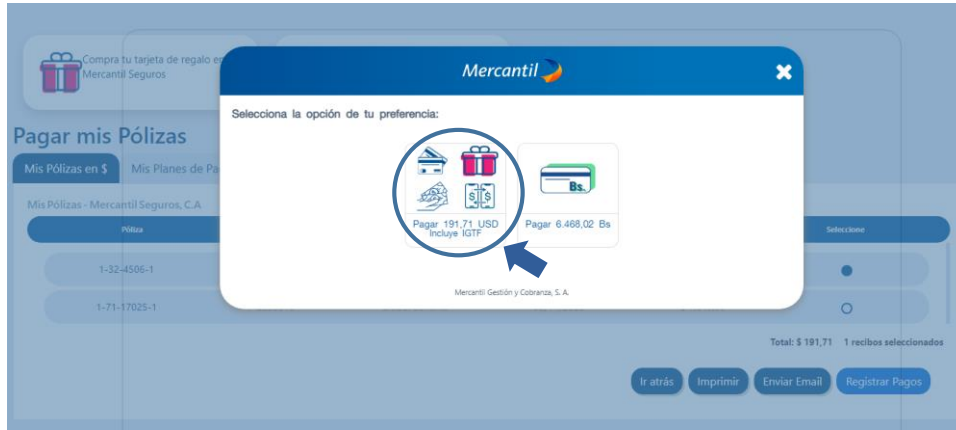 Compra tu tarjeta de regalo en
Mercantil Seguros
Mercantil
Selecciona la opción de tu preferencia:
Pagar mis Pólizas
Mis Pólizas en $
Mis Planes de Pa
Bs.
Pagar 191,71 USD
Incluye IGTF
Pagar 6.468,02 Bs
Mis Pólizas - Mercantil Seguros, C.A
Póliza
Seleccione
1-32-4506-1
Mercantil Gestión y Cobranza, S. A.
1-71-17025-1
Total: $ 191,71 1 recibos seleccionados
Ir atrás
Imprimir
Enviar Email
Registrar Pagos